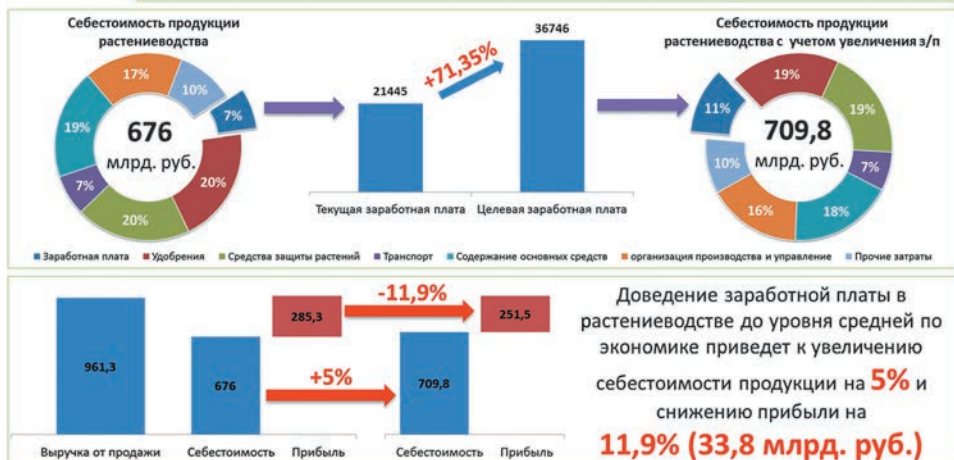 Себестоимость продукции
растениеводства
17%
10%
7%
20%
20%
7%
19%
676
млрд. руб.
21445
+71,35%
36746
Текущая заработная плата
Целевая заработная плата
Себестоимость продукции
растениеводства с учетом увеличения з/п
11%
19%
19%
7%
18%
16%
10%
709,8
млрд. руб.
Заработная плата
Удобрения
Средства защиты растений
Транспорт
Содержание основных средств
организация производства и управление
Прочие затраты
961,3
676
285,3
-11,9%
+5%
709,8
251,5
Выручка от продажи
Себестоимость
Прибыль
Себестоимость
Прибыль
Доведение заработной платы в
растениеводстве до уровня средней по
экономике приведет к увеличению
себестоимости продукции на 5% и
снижению прибыли на
11,9% (33,8 млрд. руб.)